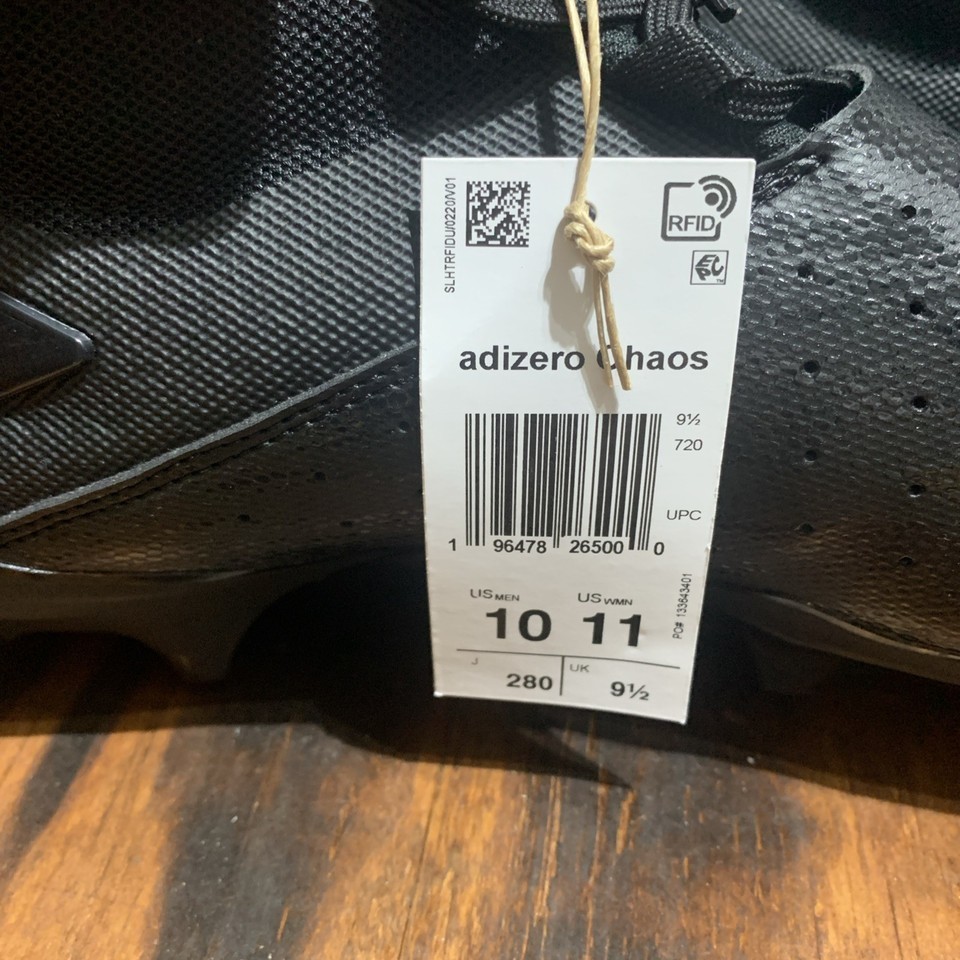 SLHTRFIDU/0220/V01
RFID
EPC™
adizero Chaos
9½
720
UPC
1 96478 26500 0
US MEN
10
US WMN
11
PO# 133643401
J
280
UK
9½